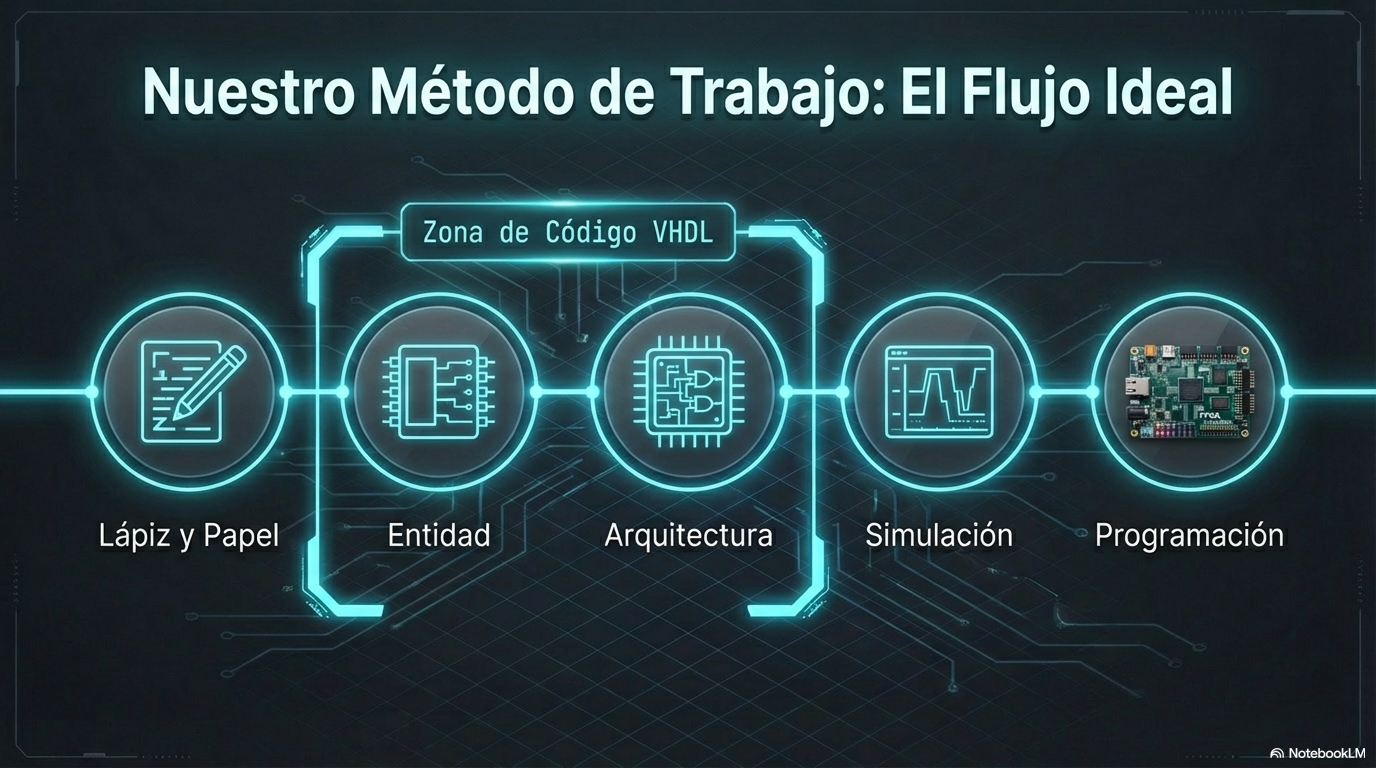 Nuestro Método de Trabajo: El Flujo Ideal
Zona de Código VHDL
Lápiz y Papel
Entidad
Arquitectura
Simulación
Programación
NotebookLM